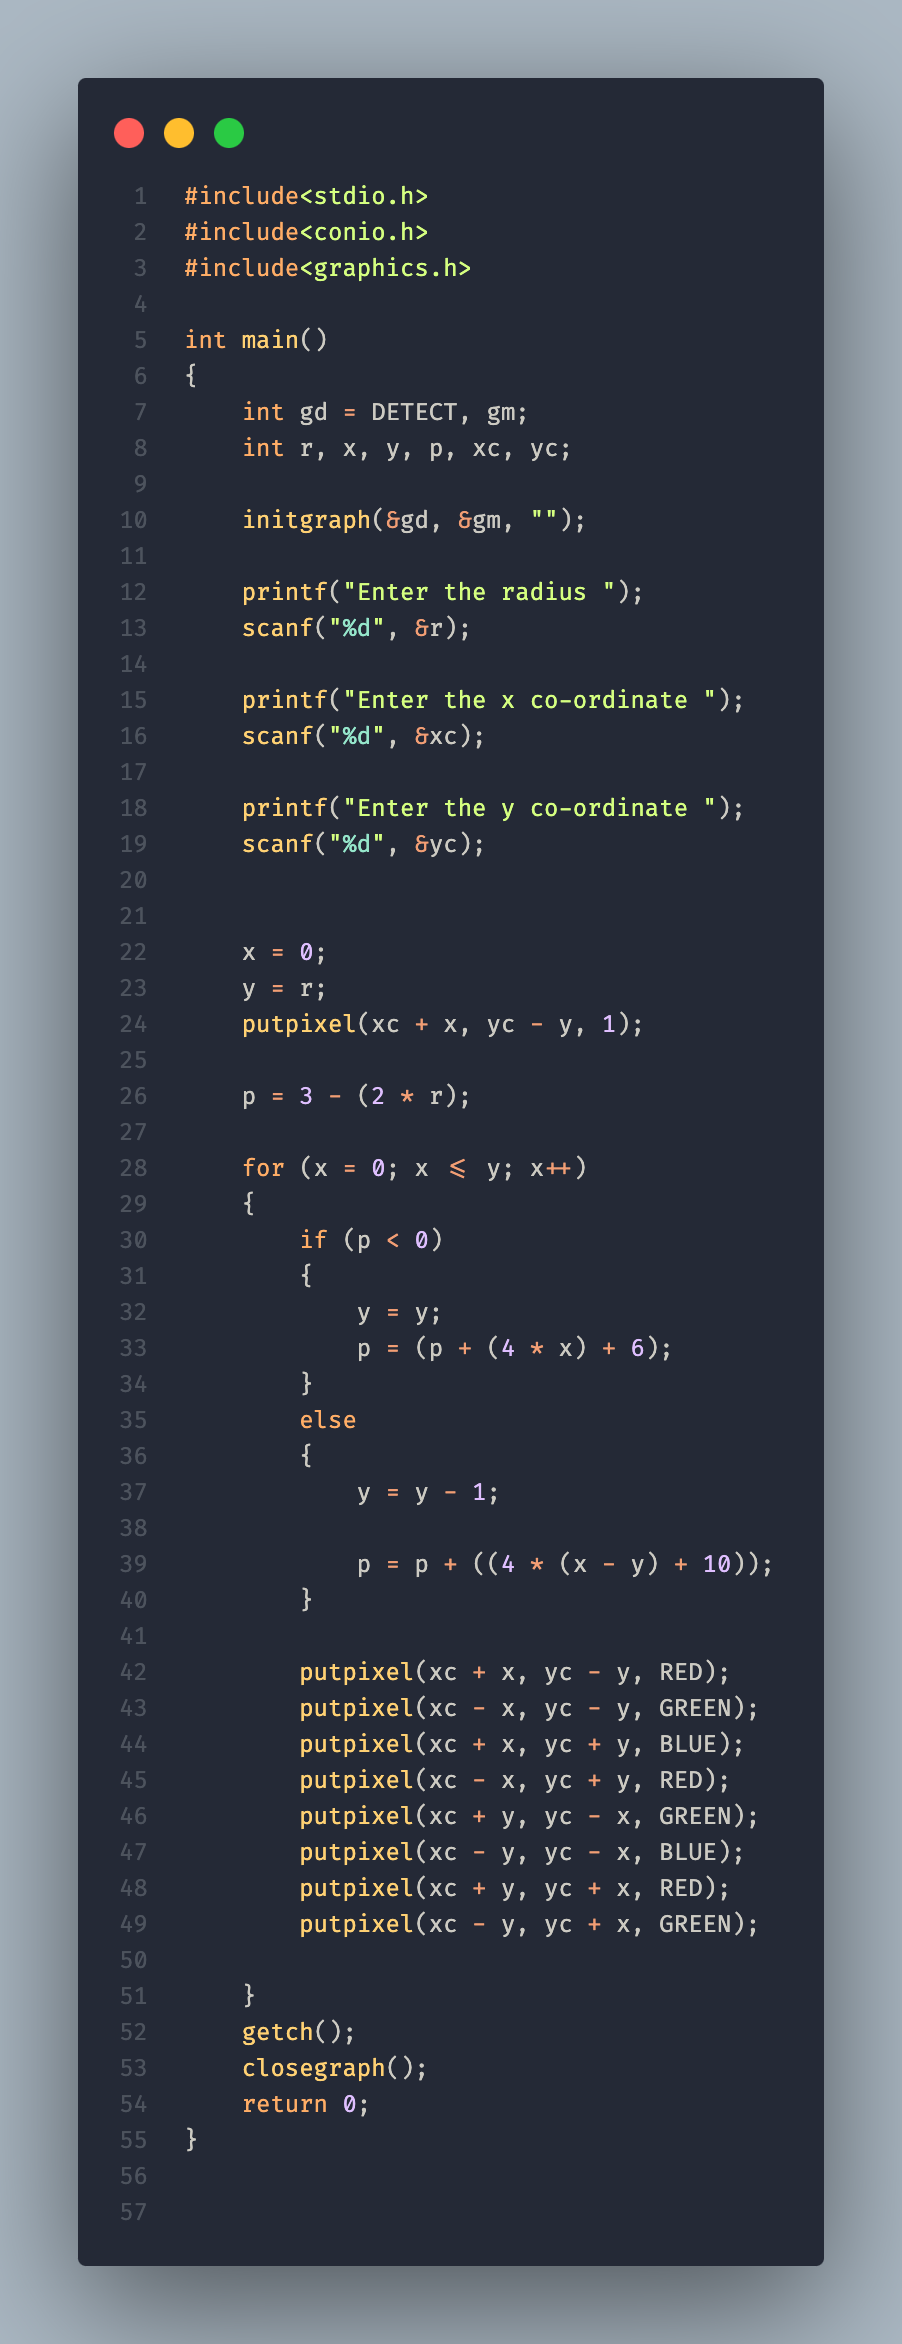 1 #include<stdio.h>
2 #include<conio.h>
3 #include<graphics.h>
4
5 int main()
6 {
7     int gd = DETECT, gm;
8     int r, x, y, p, xc, yc;
9
10     initgraph(&gd, &gm, "");
11
12     printf("Enter the radius ");
13     scanf("%d", &r);
14
15     printf("Enter the x co-ordinate ");
16     scanf("%d", &xc);
17
18     printf("Enter the y co-ordinate ");
19     scanf("%d", &yc);
20
21
22     x = 0;
23     y = r;
24     putpixel(xc + x, yc - y, 1);
25
26     p = 3 - (2 * r);
27
28     for (x = 0; x <= y; x++)
29     {
30         if (p < 0)
31         {
32             y = y;
33             p = (p + (4 * x) + 6);
34         }
35         else
36         {
37             y = y - 1;
38
39             p = p + ((4 * (x - y) + 10));
40         }
41
42         putpixel(xc + x, yc - y, RED);
43         putpixel(xc - x, yc - y, GREEN);
44         putpixel(xc + x, yc + y, BLUE);
45         putpixel(xc - x, yc + y, RED);
46         putpixel(xc + y, yc - x, GREEN);
47         putpixel(xc - y, yc - x, BLUE);
48         putpixel(xc + y, yc + x, RED);
49         putpixel(xc - y, yc + x, GREEN);
50
51     }
52     getch();
53     closegraph();
54     return 0;
55 }
56
57